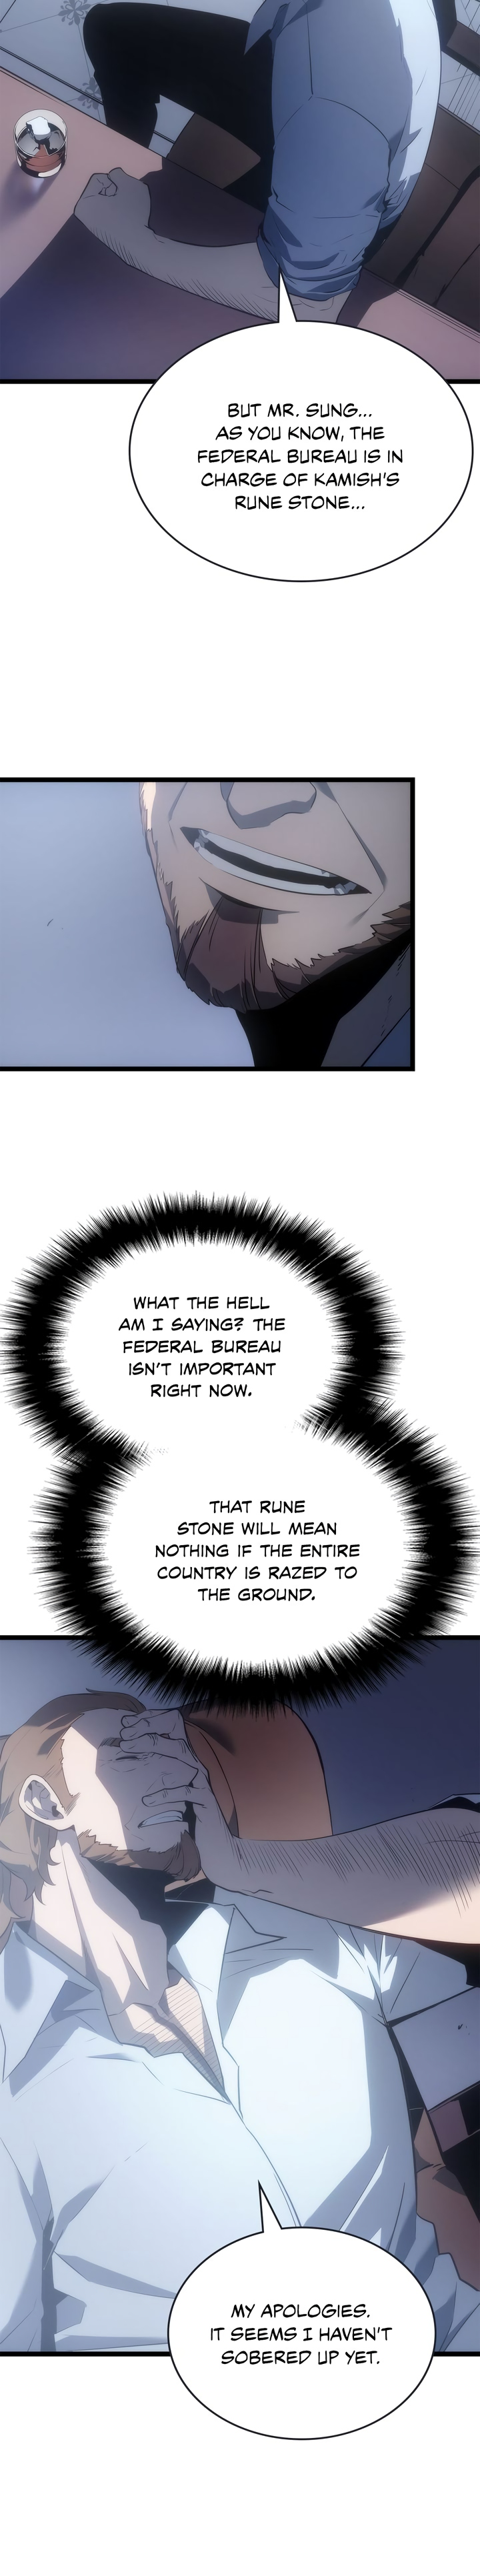 BUT MR. SUNG...
AS YOU KNOW, THE
FEDERAL BUREAU IS IN
CHARGE OF KAMISH'S
RUNE STONE...
WHAT THE HELL
AM I SAYING? THE
FEDERAL BUREAU
ISN'T IMPORTANT
RIGHT NOW.
THAT RUNE
STONE WILL MEAN
NOTHING IF THE ENTIRE
COUNTRY IS RAZED TO
THE GROUND.
MY APOLOGIES.
IT SEEMS I HAVEN'T
SOBERED UP YET.